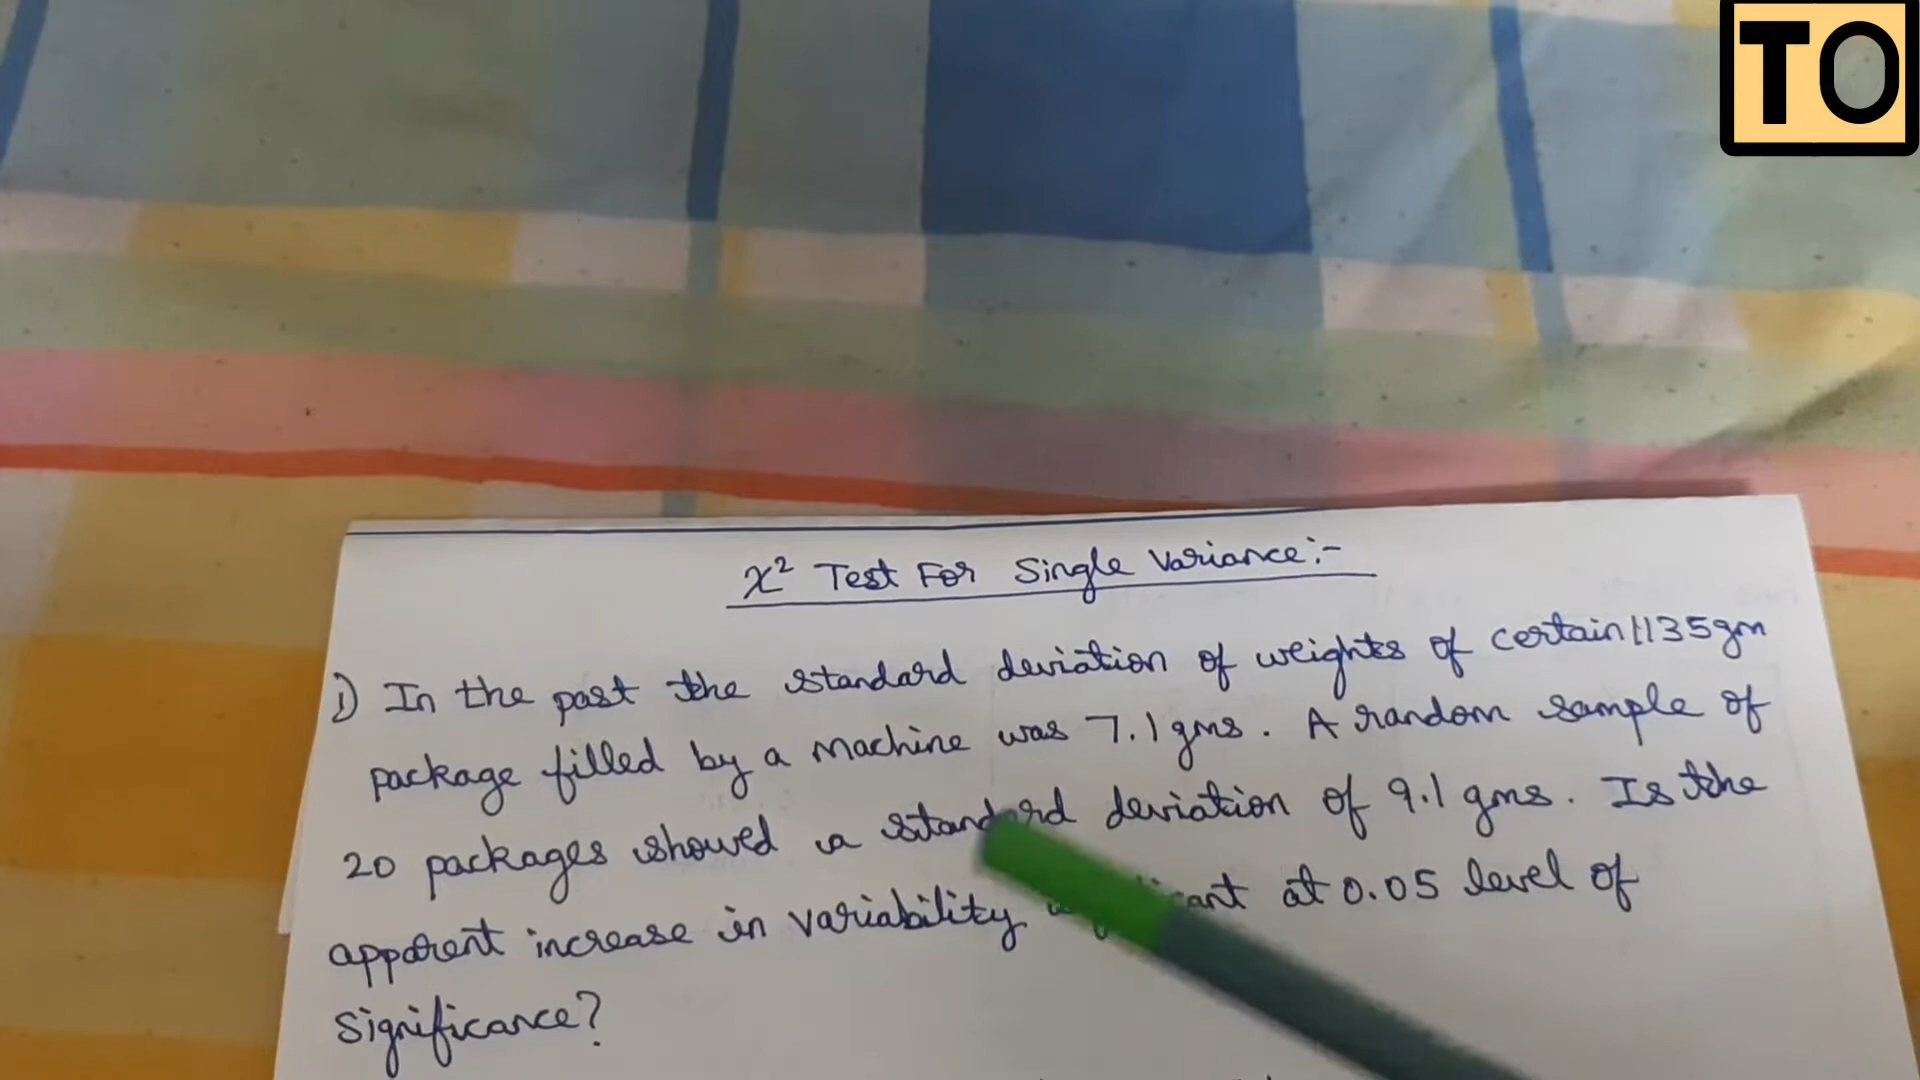 TO
χ² Test For Single Variance:-
1) In the past the standard deviation of weights of certain 1135gm
package filled by a machine was 7.1 gms. A random sample of
20 packages showed a standard deviation of 9.1 gms. Is the
apparent increase in variability at 0.05 level of
significance?